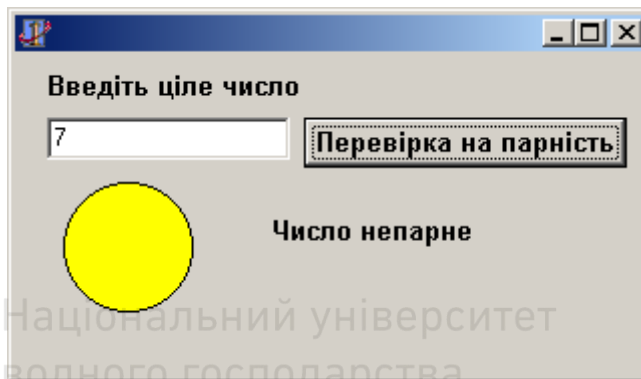 Введіть ціле число
7
Перевірка на парність
Число непарне
Національний університет
водного господарства